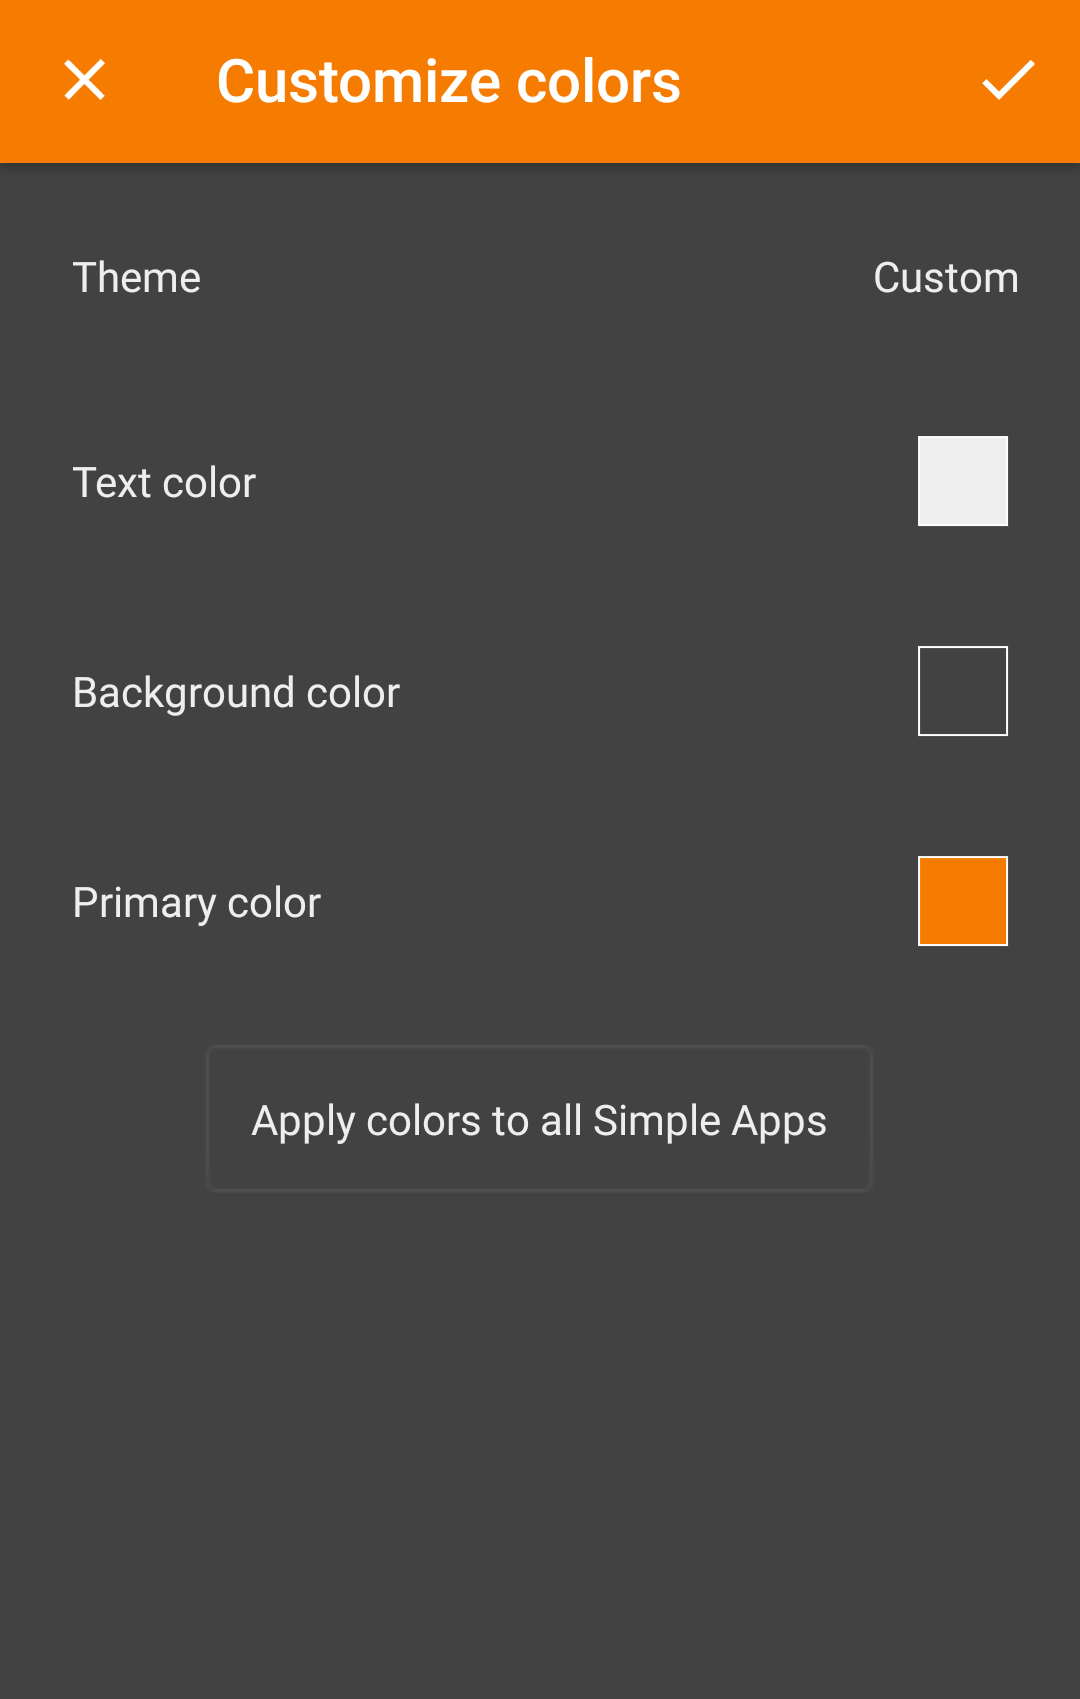 Customize colors
Theme Custom
Text color
Background color
Primary color
Apply colors to all Simple Apps